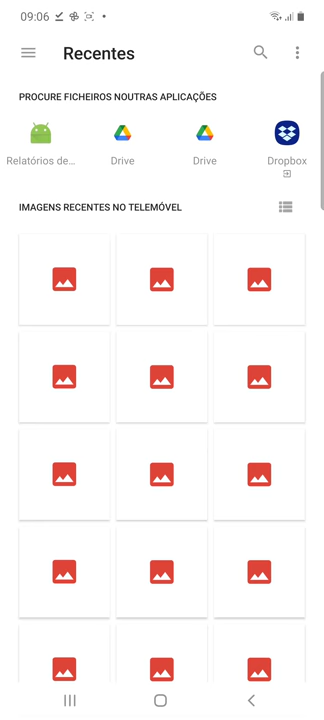 09:06
Recentes
PROCURE FICHEIROS NOUTRAS APLICAÇÕES
Relatórios de...
Drive
Drive
Dropbox
IMAGENS RECENTES NO TELEMÓVEL